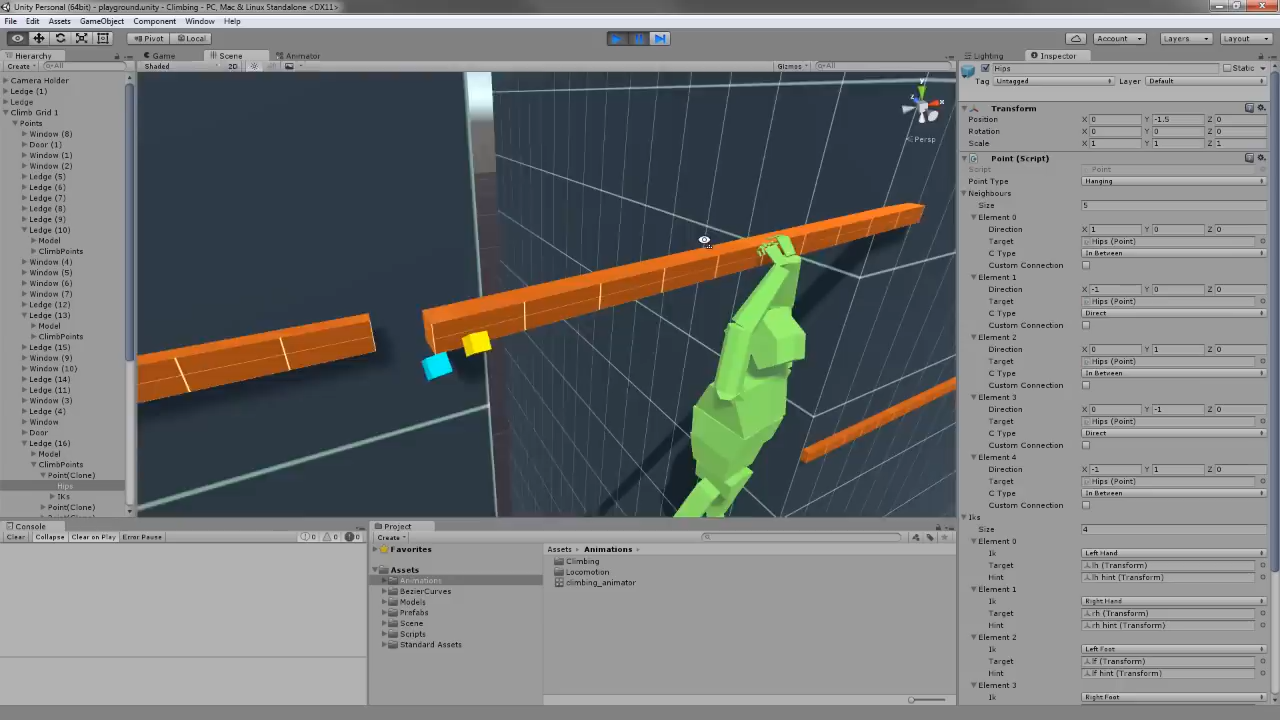 Unity Personal (64bit) - playground.unity - Climbing - PC, Mac & Linux Standalone <DX11>
File Edit Assets GameObject Component Window Help
Pivot Local Account Layers Layout
Hierarchy
Create All
Camera Holder
Ledge (1)
Ledge
Climb Grid 1
Points
Window (8)
Door (1)
Window (1)
Window (2)
Ledge (5)
Ledge (6)
Ledge (7)
Ledge (8)
Ledge (9)
Ledge (10)
Model
ClimbPoints
Window (4)
Window (5)
Window (6)
Window (7)
Ledge (12)
Ledge (13)
Model
ClimbPoints
Ledge (15)
Window (9)
Window (10)
Ledge (14)
Ledge (11)
Window (3)
Ledge (4)
Window
Door
Ledge (16)
Model
ClimbPoints
Point(Clone)
Hips
IKs
Point(Clone)
Game Scene Animator
Shaded 2D Gizmos All
y
x
z
Persp
Lighting Inspector
Hips Static
Tag Untagged Layer Default
Transform
Position X 0 Y -1.5 Z 0
Rotation X 0 Y 0 Z 0
Scale X 1 Y 1 Z 1
Point (Script)
Script Point
Point Type Hanging
Neighbours
Size 5
Element 0
Direction X 1 Y 0 Z 0
Target Hips (Point)
C Type In Between
Custom Connection
Element 1
Direction X -1 Y 0 Z 0
Target Hips (Point)
C Type Direct
Custom Connection
Element 2
Direction X 0 Y 1 Z 0
Target Hips (Point)
C Type In Between
Custom Connection
Element 3
Direction X 0 Y -1 Z 0
Target Hips (Point)
C Type Direct
Custom Connection
Element 4
Direction X -1 Y 1 Z 0
Target Hips (Point)
C Type In Between
Custom Connection
Iks
Size 4
Element 0
Ik Left Hand
Target lh (Transform)
Hint lh hint (Transform)
Element 1
Ik Right Hand
Target rh (Transform)
Hint rh hint (Transform)
Element 2
Ik Left Foot
Target lf (Transform)
Hint lf hint (Transform)
Element 3
Ik Right Foot
Console
Clear Collapse Clear on Play Error Pause 0 0 0
Project
Create
Favorites
Assets
Animations
BezierCurves
Models
Prefabs
Scene
Scripts
Standard Assets
Assets Animations
Climbing
Locomotion
climbing_animator